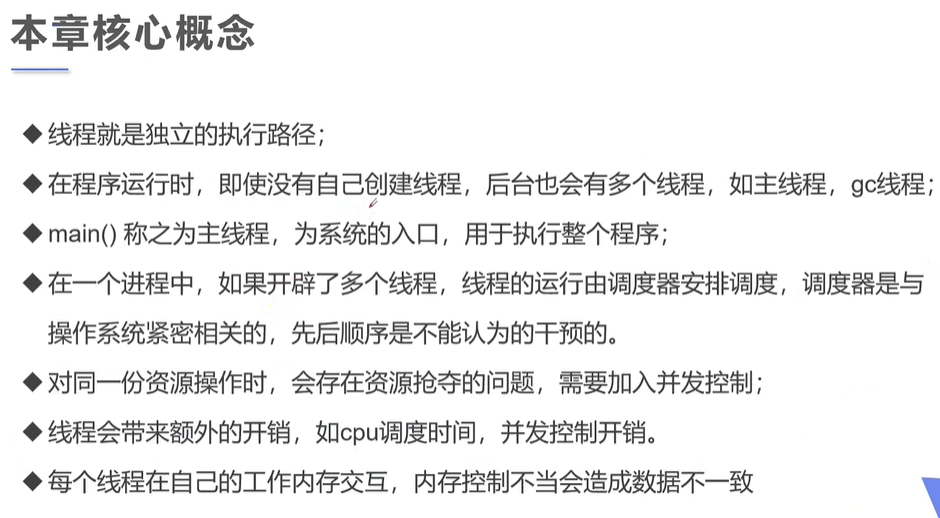 本章核心概念
◆线程就是独立的执行路径；
◆在程序运行时，即使没有自己创建线程，后台也会有多个线程，如主线程，gc线程；
◆main() 称之为主线程，为系统的入口，用于执行整个程序；
◆在一个进程中，如果开辟了多个线程，线程的运行由调度器安排调度，调度器是与
操作系统紧密相关的，先后顺序是不能认为的干预的。
◆对同一份资源操作时，会存在资源抢夺的问题，需要加入并发控制；
◆线程会带来额外的开销，如cpu调度时间，并发控制开销。
◆每个线程在自己的工作内存交互，内存控制不当会造成数据不一致